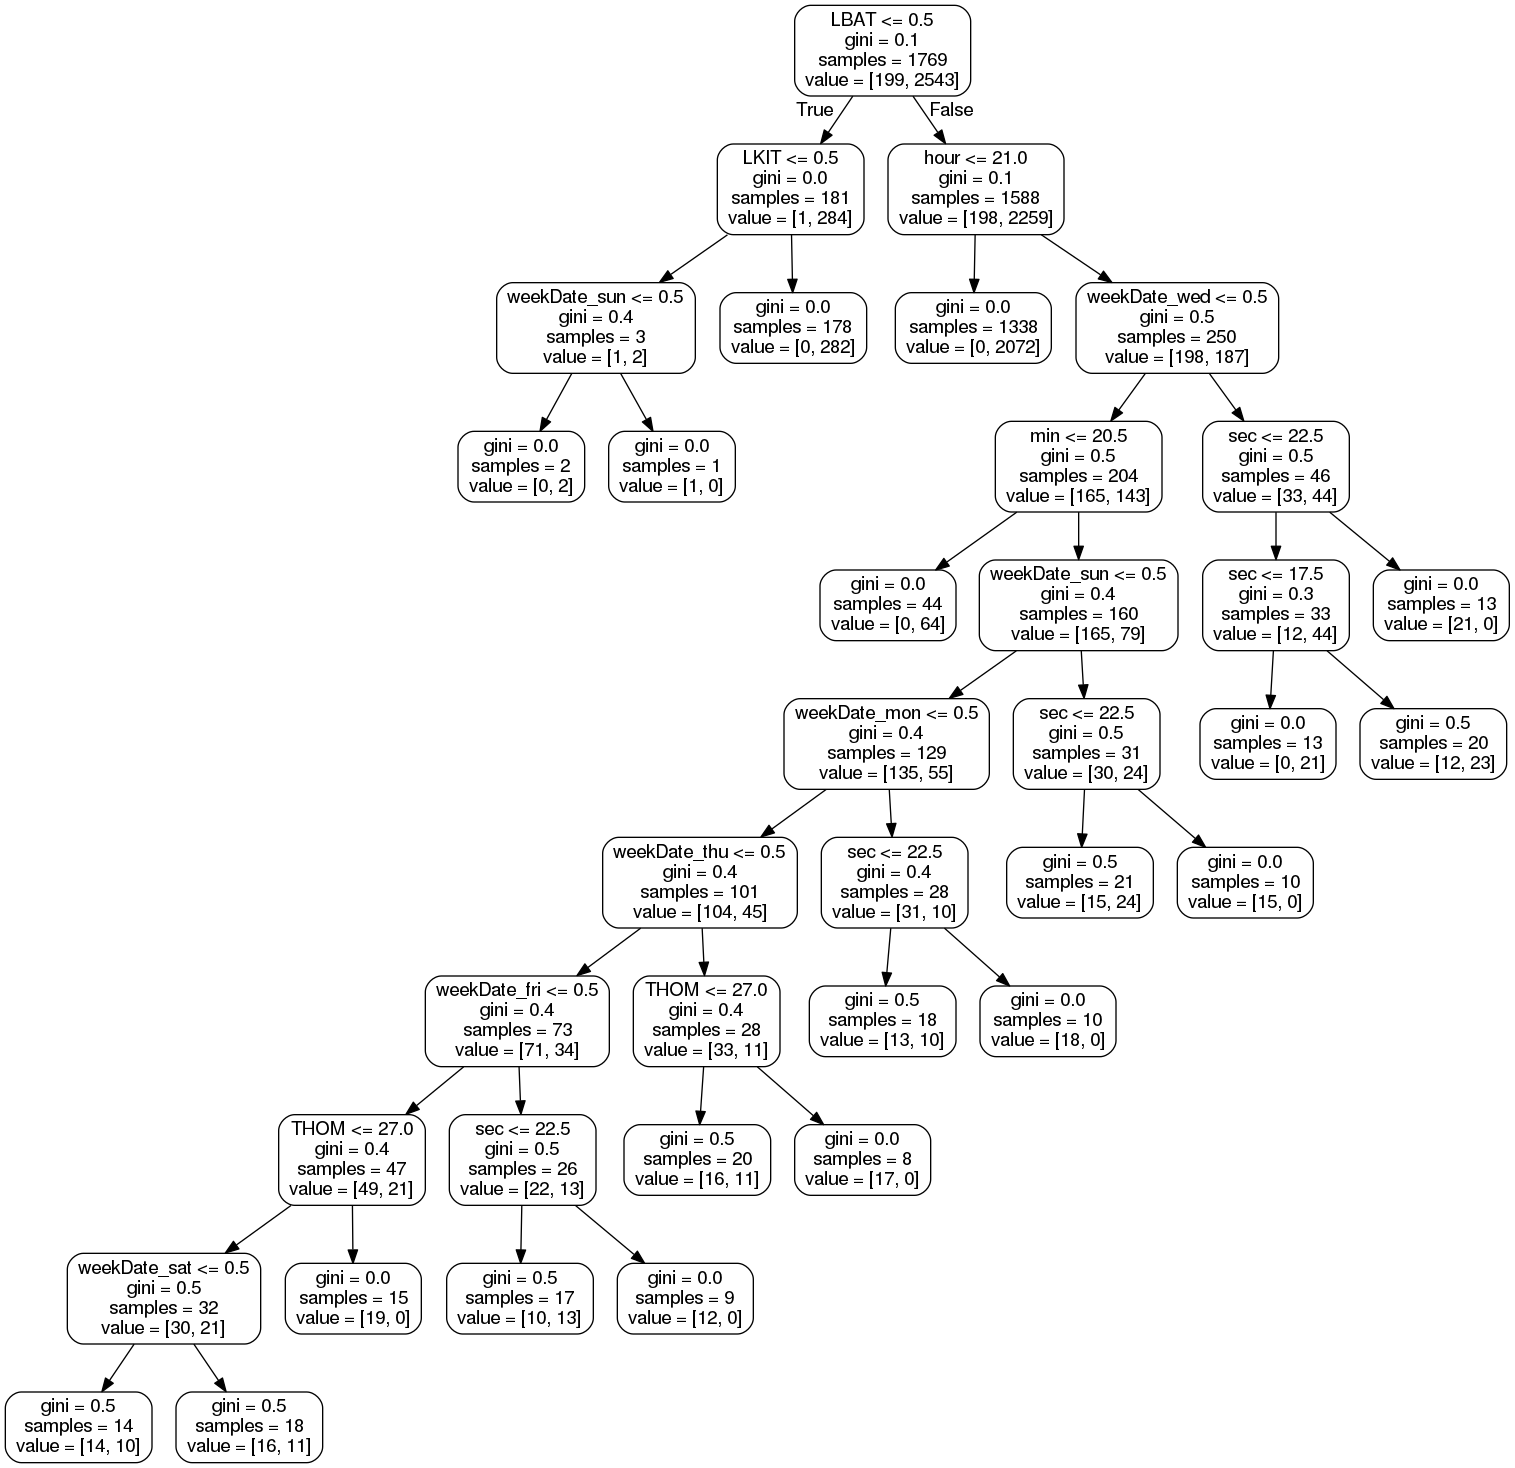 LBAT <= 0.5
gini = 0.1
samples = 1769
value = [199, 2543]
True
False
LKIT <= 0.5
gini = 0.0
samples = 181
value = [1, 284]
hour <= 21.0
gini = 0.1
samples = 1588
value = [198, 2259]
weekDate_sun <= 0.5
gini = 0.4
samples = 3
value = [1, 2]
gini = 0.0
samples = 178
value = [0, 282]
gini = 0.0
samples = 1338
value = [0, 2072]
weekDate_wed <= 0.5
gini = 0.5
samples = 250
value = [198, 187]
gini = 0.0
samples = 2
value = [0, 2]
gini = 0.0
samples = 1
value = [1, 0]
min <= 20.5
gini = 0.5
samples = 204
value = [165, 143]
sec <= 22.5
gini = 0.5
samples = 46
value = [33, 44]
gini = 0.0
samples = 44
value = [0, 64]
weekDate_sun <= 0.5
gini = 0.4
samples = 160
value = [165, 79]
sec <= 17.5
gini = 0.3
samples = 33
value = [12, 44]
gini = 0.0
samples = 13
value = [21, 0]
weekDate_mon <= 0.5
gini = 0.4
samples = 129
value = [135, 55]
sec <= 22.5
gini = 0.5
samples = 31
value = [30, 24]
gini = 0.0
samples = 13
value = [0, 21]
gini = 0.5
samples = 20
value = [12, 23]
weekDate_thu <= 0.5
gini = 0.4
samples = 101
value = [104, 45]
sec <= 22.5
gini = 0.4
samples = 28
value = [31, 10]
gini = 0.5
samples = 21
value = [15, 24]
gini = 0.0
samples = 10
value = [15, 0]
weekDate_fri <= 0.5
gini = 0.4
samples = 73
value = [71, 34]
THOM <= 27.0
gini = 0.4
samples = 28
value = [33, 11]
gini = 0.5
samples = 18
value = [13, 10]
gini = 0.0
samples = 10
value = [18, 0]
THOM <= 27.0
gini = 0.4
samples = 47
value = [49, 21]
sec <= 22.5
gini = 0.5
samples = 26
value = [22, 13]
gini = 0.5
samples = 20
value = [16, 11]
gini = 0.0
samples = 8
value = [17, 0]
weekDate_sat <= 0.5
gini = 0.5
samples = 32
value = [30, 21]
gini = 0.0
samples = 15
value = [19, 0]
gini = 0.5
samples = 17
value = [10, 13]
gini = 0.0
samples = 9
value = [12, 0]
gini = 0.5
samples = 14
value = [14, 10]
gini = 0.5
samples = 18
value = [16, 11]